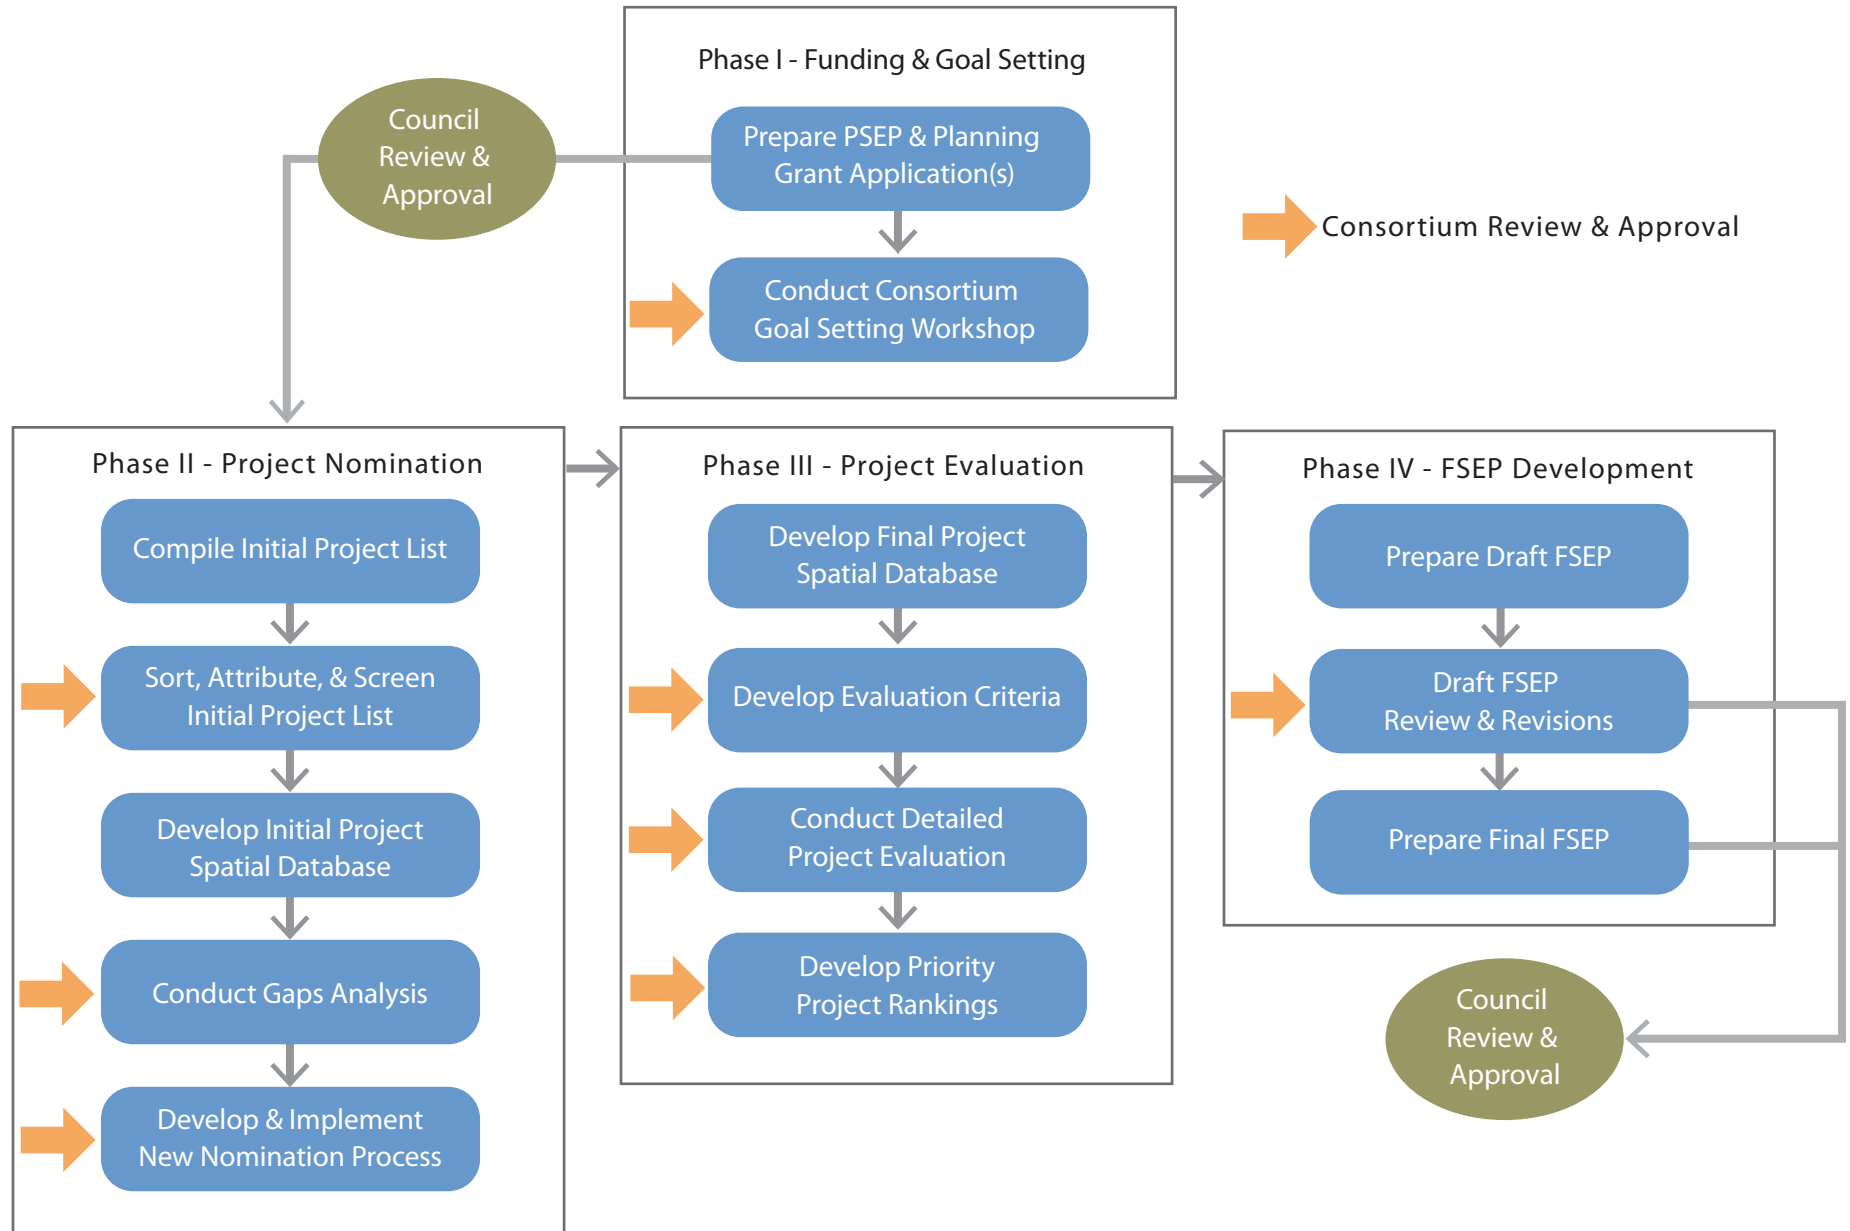 Phase I - Funding & Goal Setting
Council
Review &
Approval
Prepare PSEP & Planning
Grant Application(s)
Consortium Review & Approval
Conduct Consortium
Goal Setting Workshop
Phase II - Project Nomination
Compile Initial Project List
Sort, Attribute, & Screen
Initial Project List
Develop Initial Project
Spatial Database
Conduct Gaps Analysis
Develop & Implement
New Nomination Process
Phase III - Project Evaluation
Develop Final Project
Spatial Database
Develop Evaluation Criteria
Conduct Detailed
Project Evaluation
Develop Priority
Project Rankings
Phase IV - FSEP Development
Prepare Draft FSEP
Draft FSEP
Review & Revisions
Prepare Final FSEP
Council
Review &
Approval